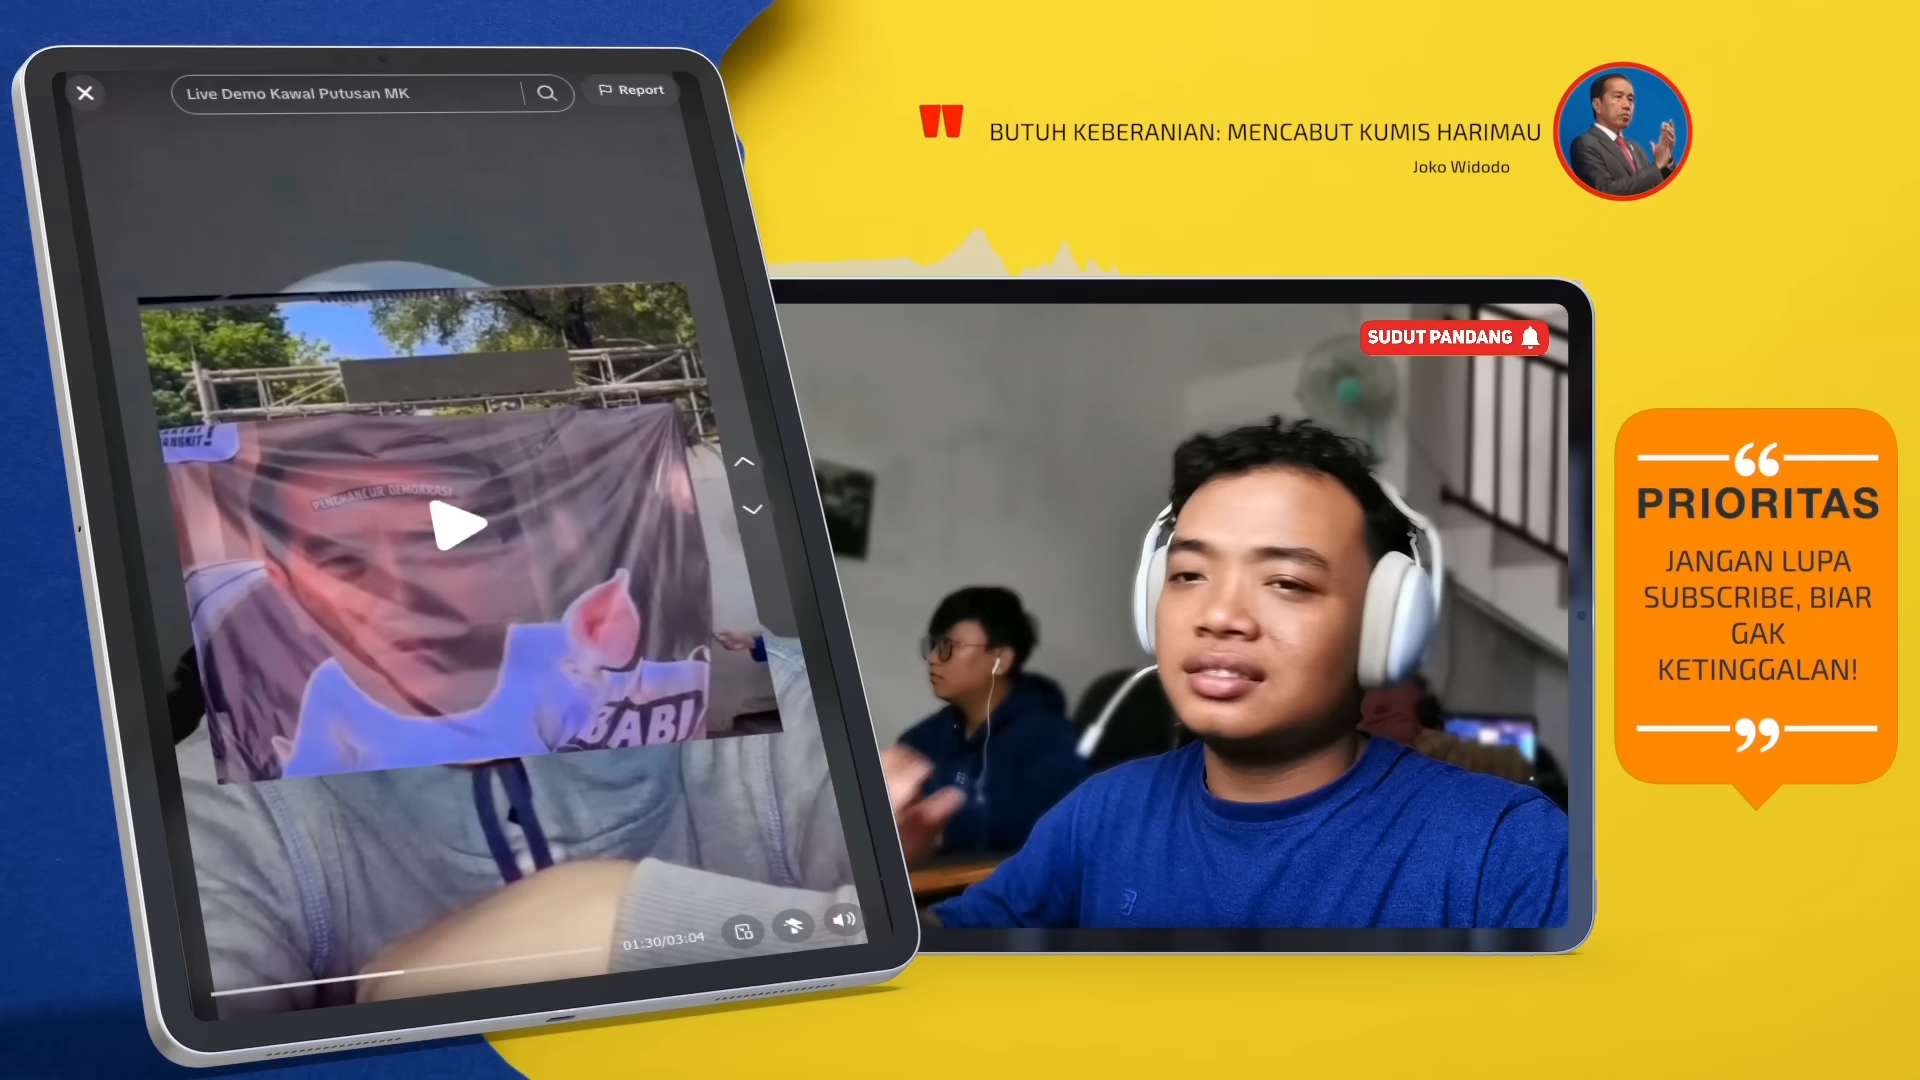 Live Demo Kawal Putusan MK
Report
PENGHANCUR DEMOKRASI
BABI
01:30/03:04
BUTUH KEBERANIAN: MENCABUT KUMIS HARIMAU
Joko Widodo
SUDUT PANDANG
PRIORITAS
JANGAN LUPA
SUBSCRIBE, BIAR
GAK
KETINGGALAN!